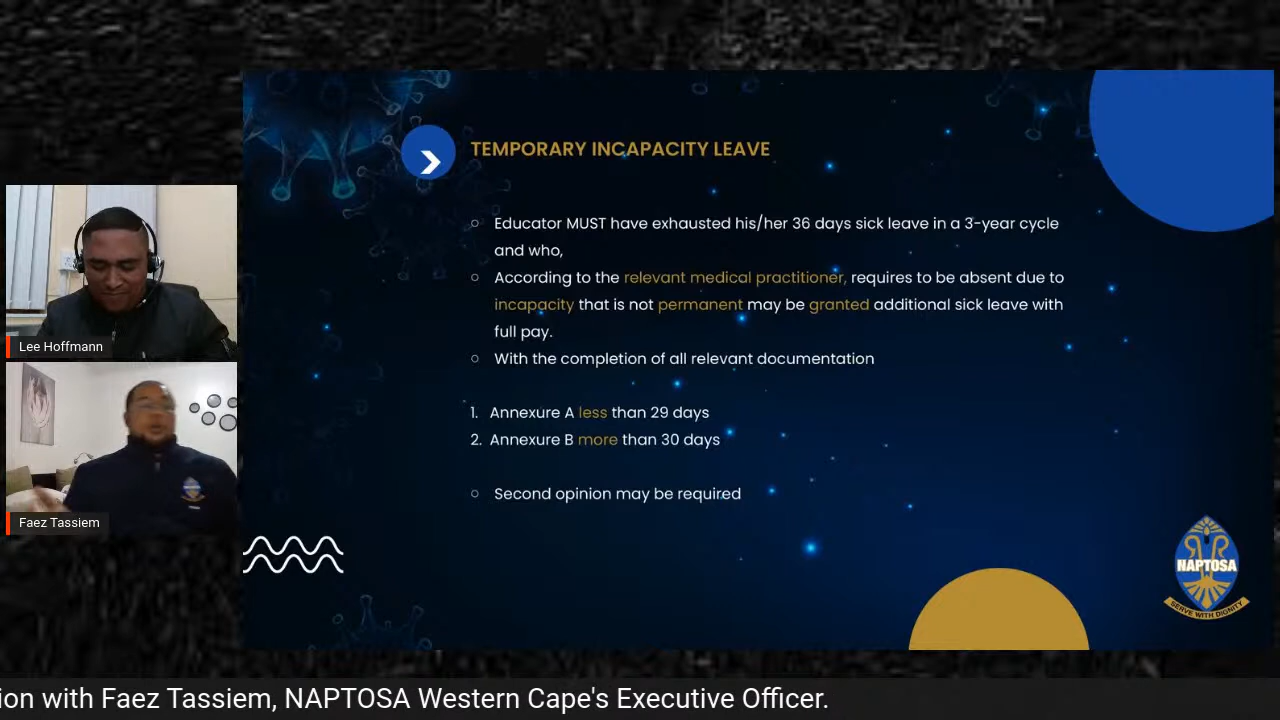 TEMPORARY INCAPACITY LEAVE
Educator MUST have exhausted his/her 36 days sick leave in a 3-year cycle
and who,
According to the relevant medical practitioner, requires to be absent due to
incapacity that is not permanent may be granted additional sick leave with
full pay.
With the completion of all relevant documentation
1. Annexure A less than 29 days
2. Annexure B more than 30 days
Second opinion may be required
Lee Hoffmann
Faez Tassiem
NAPTOSA
SERVE WITH DIGNITY
ion with Faez Tassiem, NAPTOSA Western Cape's Executive Officer.